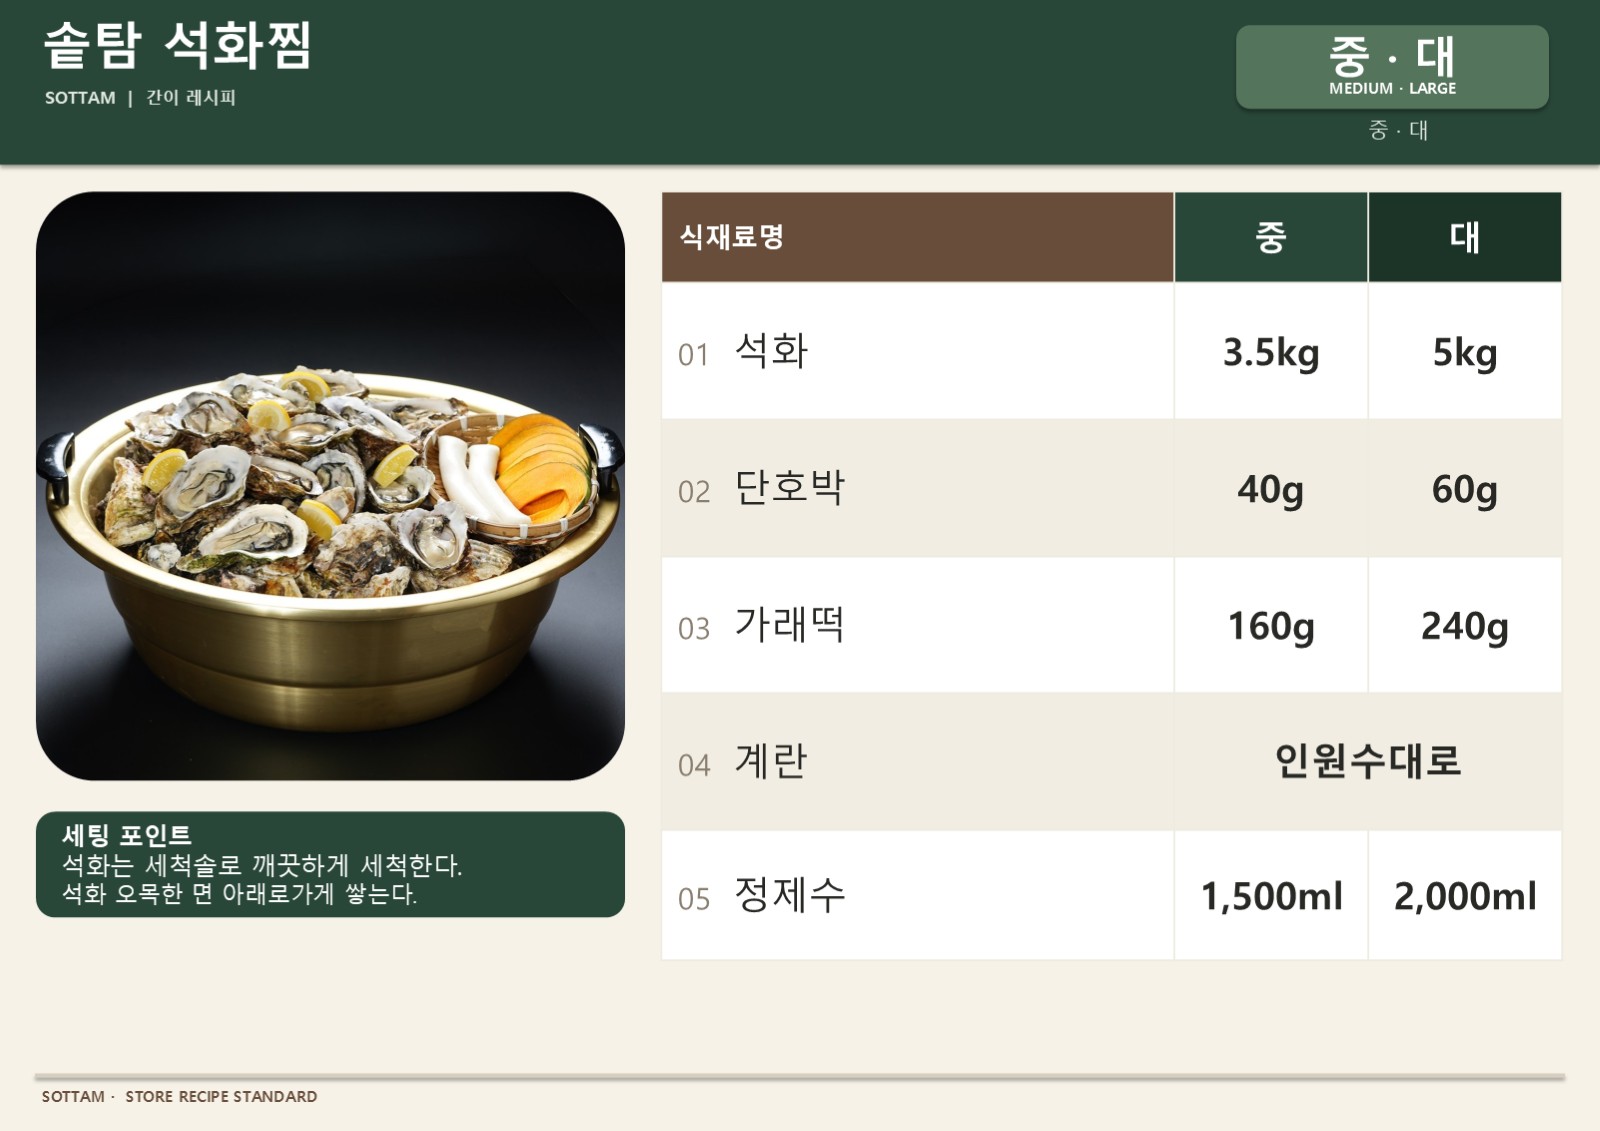 솥탐 석화찜
SOTTAM | 간이 레시피
중 · 대
MEDIUM · LARGE
중 · 대
식재료명 중 대
01 석화 3.5kg 5kg
02 단호박 40g 60g
03 가래떡 160g 240g
04 계란 인원수대로
05 정제수 1,500ml 2,000ml
세팅 포인트
석화는 세척솔로 깨끗하게 세척한다.
석화 오목한 면 아래로가게 쌓는다.
SOTTAM · STORE RECIPE STANDARD